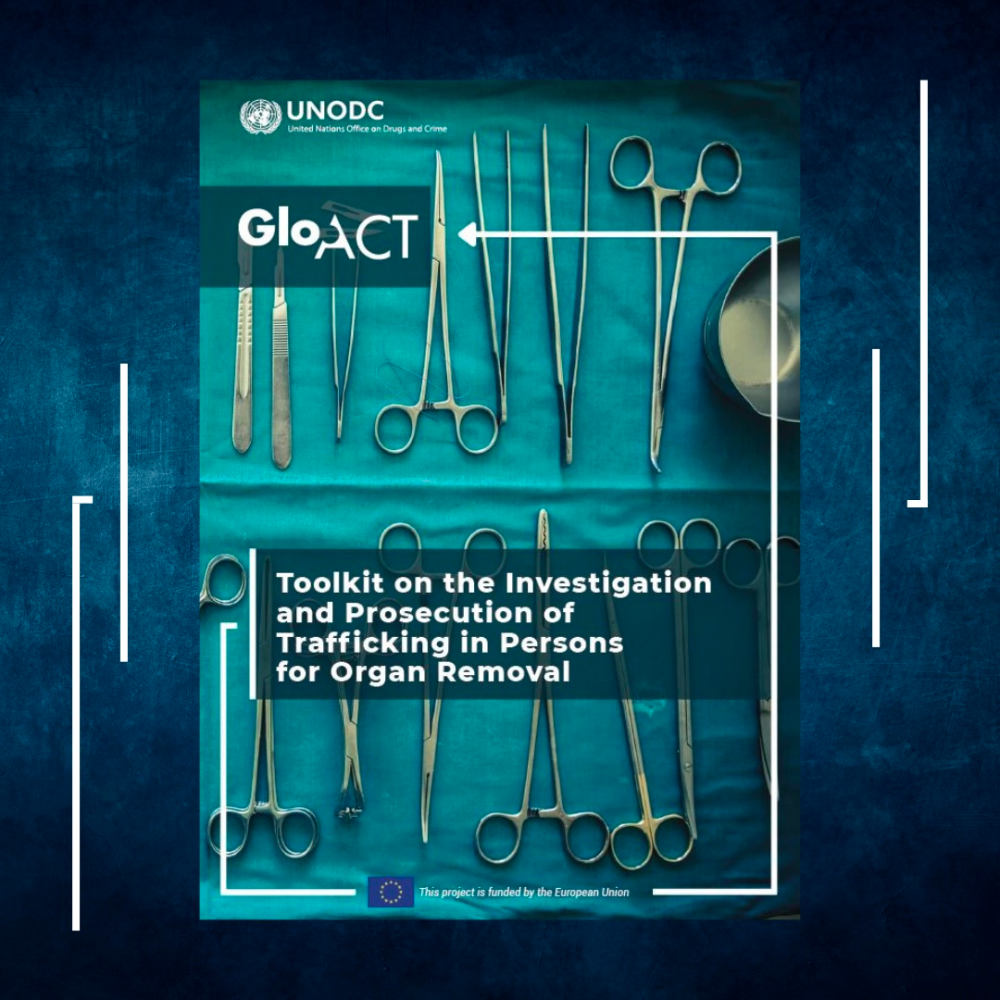 UNODC
United Nations Office on Drugs and Crime
GloACT
Toolkit on the Investigation
and Prosecution of
Trafficking in Persons
for Organ Removal
This project is funded by the European Union